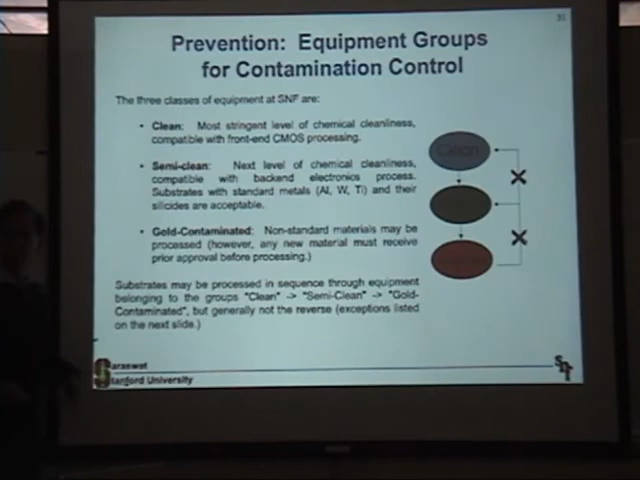 31
Prevention: Equipment Groups
for Contamination Control
The three classes of equipment at SNF are:
• Clean: Most stringent level of chemical cleanliness,
compatible with front-end CMOS processing.
• Semi-clean: Next level of chemical cleanliness,
compatible with backend electronics process.
Substrates with standard metals (Al, W, Ti) and their
silicides are acceptable.
• Gold-Contaminated: Non-standard materials may be
processed (however, any new material must receive
prior approval before processing.)
Substrates may be processed in sequence through equipment
belonging to the groups "Clean" -> "Semi-Clean" -> "Gold-
Contaminated", but generally not the reverse (exceptions listed
on the next slide.)
Clean
araswat
tanford University